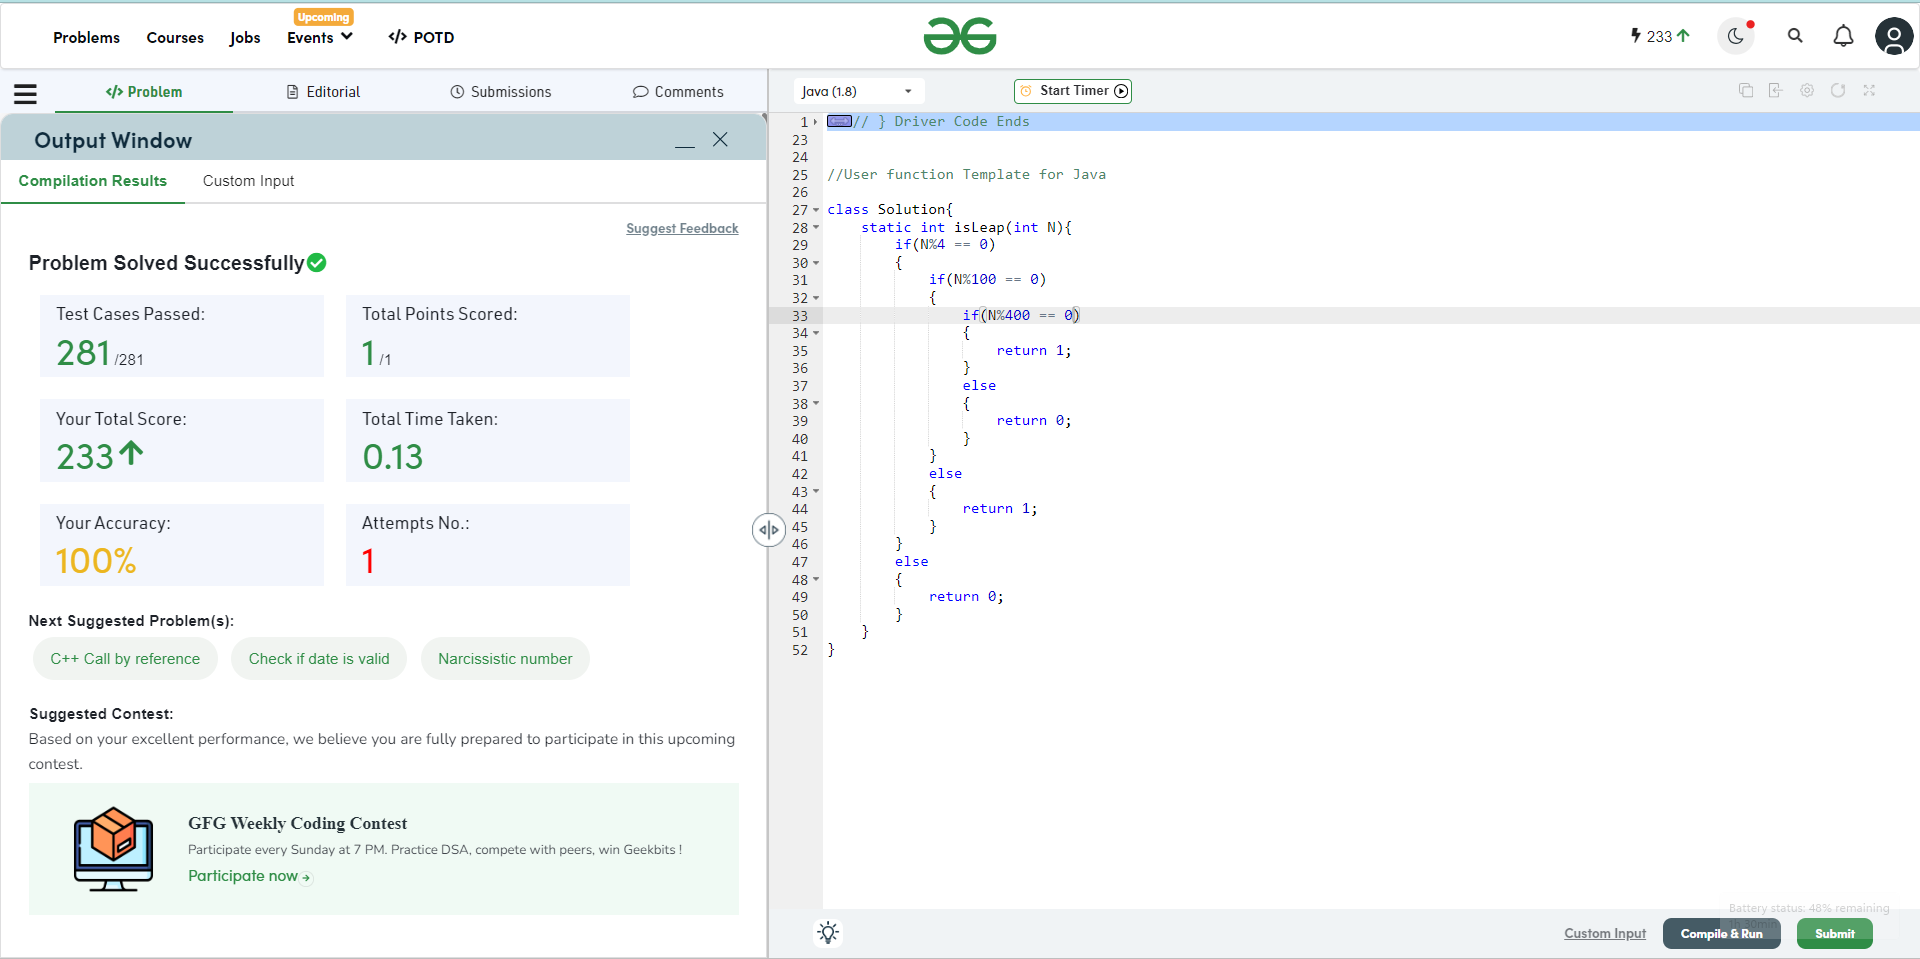 Problems Courses Jobs Upcoming Events </> POTD
233
</> Problem Editorial Submissions Comments
Output Window
Compilation Results Custom Input
Suggest Feedback
Problem Solved Successfully
Test Cases Passed:
281 /281
Total Points Scored:
1 /1
Your Total Score:
233
Total Time Taken:
0.13
Your Accuracy:
100%
Attempts No.:
1
Next Suggested Problem(s):
C++ Call by reference Check if date is valid Narcissistic number
Suggested Contest:
Based on your excellent performance, we believe you are fully prepared to participate in this upcoming
contest.
GFG Weekly Coding Contest
Participate every Sunday at 7 PM. Practice DSA, compete with peers, win Geekbits !
Participate now
Java (1.8) Start Timer
1 // } Driver Code Ends
23
24
25 //User function Template for Java
26
27 class Solution{
28 static int isLeap(int N){
29 if(N%4 == 0)
30 {
31 if(N%100 == 0)
32 {
33 if(N%400 == 0)
34 {
35 return 1;
36 }
37 else
38 {
39 return 0;
40 }
41 }
42 else
43 {
44 return 1;
45 }
46 }
47 else
48 {
49 return 0;
50 }
51 }
52 }
Battery status: 48% remaining
Custom Input Compile & Run Submit